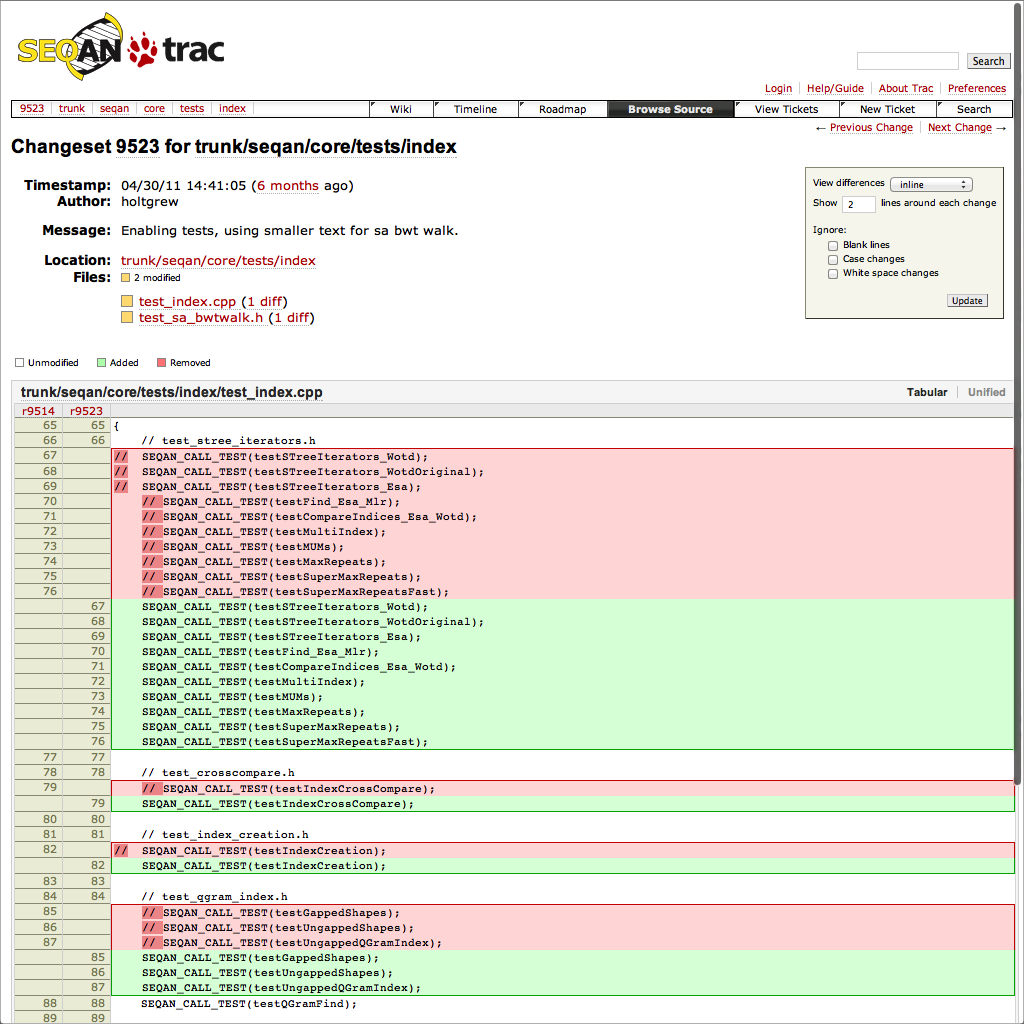 SEQAN trac
Search
Login Help/Guide About Trac Preferences
9523 trunk seqan core tests index Wiki Timeline Roadmap Browse Source View Tickets New Ticket Search
← Previous Change Next Change →
Changeset 9523 for trunk/seqan/core/tests/index
Timestamp: 04/30/11 14:41:05 (6 months ago)
Author: holtgrew
Message: Enabling tests, using smaller text for sa bwt walk.
Location: trunk/seqan/core/tests/index
Files: 2 modified
test_index.cpp (1 diff)
test_sa_bwtwalk.h (1 diff)
View differences inline
Show 2 lines around each change
Ignore:
Blank lines
Case changes
White space changes
Update
Unmodified Added Removed
trunk/seqan/core/tests/index/test_index.cpp Tabular Unified
r9514 r9523
65 65 {
66 66 // test_stree_iterators.h
67 // SEQAN_CALL_TEST(testSTreeIterators_Wotd);
68 // SEQAN_CALL_TEST(testSTreeIterators_WotdOriginal);
69 // SEQAN_CALL_TEST(testSTreeIterators_Esa);
70 // SEQAN_CALL_TEST(testFind_Esa_Mlr);
71 // SEQAN_CALL_TEST(testCompareIndices_Esa_Wotd);
72 // SEQAN_CALL_TEST(testMultiIndex);
73 // SEQAN_CALL_TEST(testMUMs);
74 // SEQAN_CALL_TEST(testMaxRepeats);
75 // SEQAN_CALL_TEST(testSuperMaxRepeats);
76 // SEQAN_CALL_TEST(testSuperMaxRepeatsFast);
67 SEQAN_CALL_TEST(testSTreeIterators_Wotd);
68 SEQAN_CALL_TEST(testSTreeIterators_WotdOriginal);
69 SEQAN_CALL_TEST(testSTreeIterators_Esa);
70 SEQAN_CALL_TEST(testFind_Esa_Mlr);
71 SEQAN_CALL_TEST(testCompareIndices_Esa_Wotd);
72 SEQAN_CALL_TEST(testMultiIndex);
73 SEQAN_CALL_TEST(testMUMs);
74 SEQAN_CALL_TEST(testMaxRepeats);
75 SEQAN_CALL_TEST(testSuperMaxRepeats);
76 SEQAN_CALL_TEST(testSuperMaxRepeatsFast);
77 77
78 78 // test_crosscompare.h
79 // SEQAN_CALL_TEST(testIndexCrossCompare);
79 SEQAN_CALL_TEST(testIndexCrossCompare);
80 80
81 81 // test_index_creation.h
82 // SEQAN_CALL_TEST(testIndexCreation);
82 SEQAN_CALL_TEST(testIndexCreation);
83 83
84 84 // test_qgram_index.h
85 // SEQAN_CALL_TEST(testGappedShapes);
86 // SEQAN_CALL_TEST(testUngappedShapes);
87 // SEQAN_CALL_TEST(testUngappedQGramIndex);
85 SEQAN_CALL_TEST(testGappedShapes);
86 SEQAN_CALL_TEST(testUngappedShapes);
87 SEQAN_CALL_TEST(testUngappedQGramIndex);
88 88 SEQAN_CALL_TEST(testQGramFind);
89 89